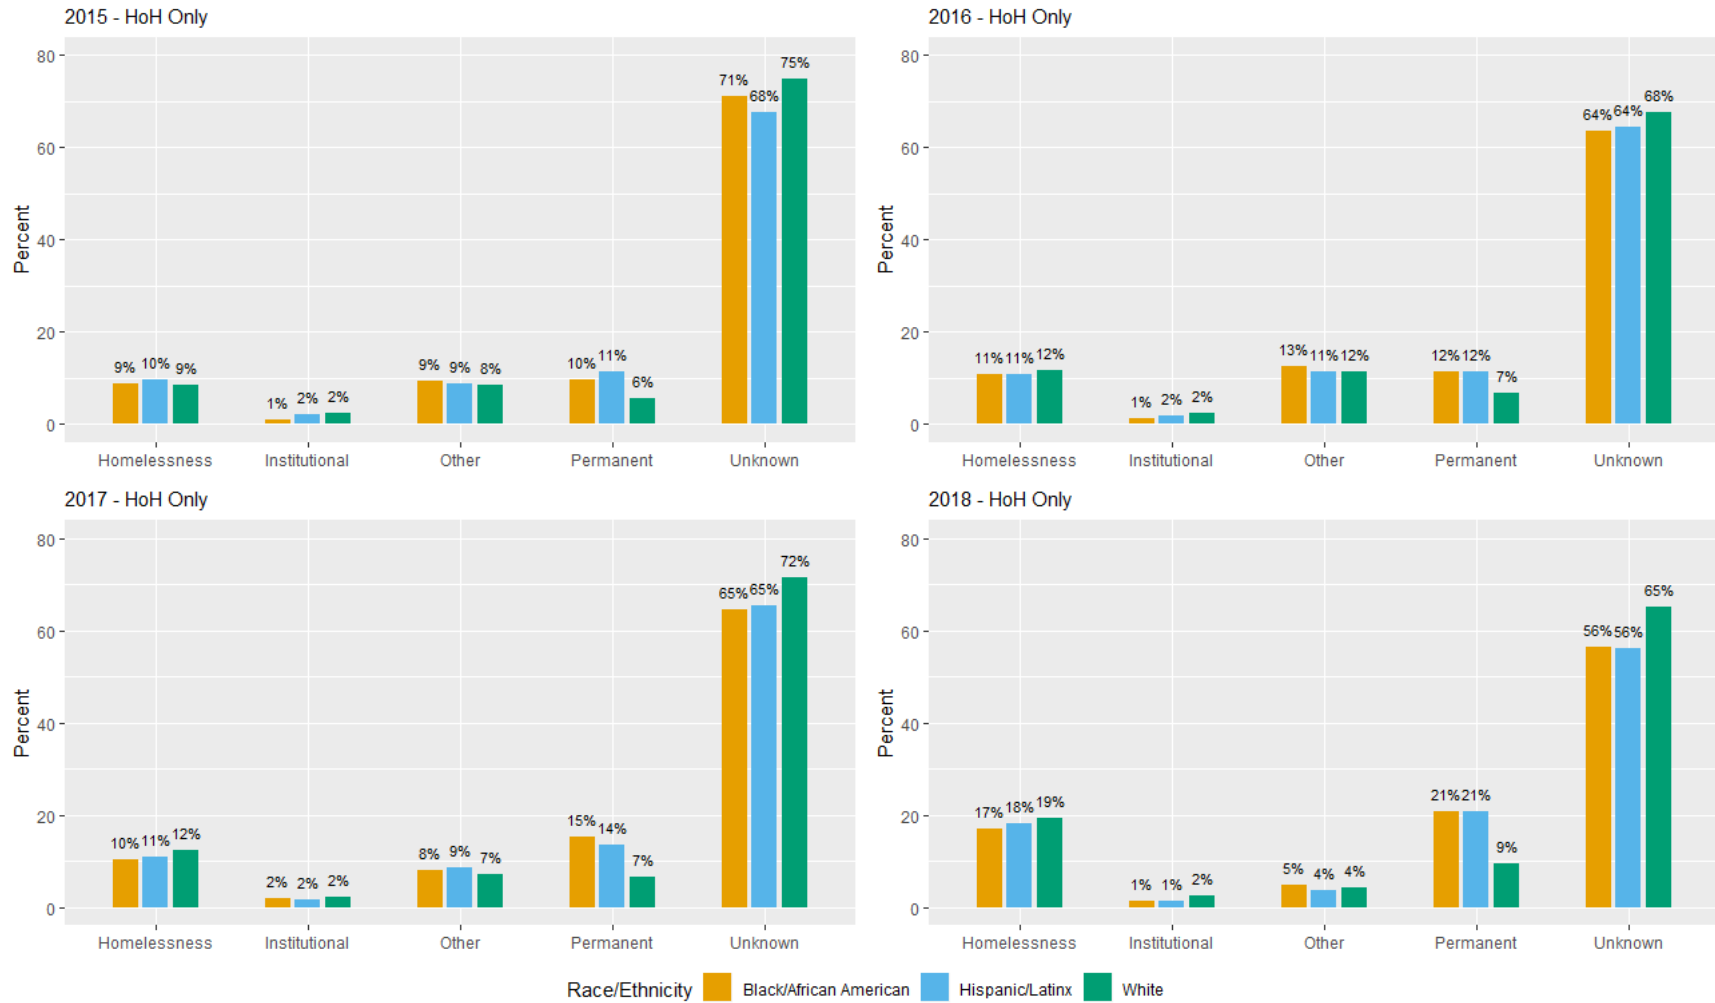 2015 - HoH Only
Percent
80
60
40
20
0
9% 10% 9%
1% 2% 2%
9% 9% 8%
10% 11% 6%
71% 68% 75%
Homelessness Institutional Other Permanent Unknown
2016 - HoH Only
Percent
80
60
40
20
0
11% 11% 12%
1% 2% 2%
13% 11% 12%
12% 12% 7%
64% 64% 68%
Homelessness Institutional Other Permanent Unknown
2017 - HoH Only
Percent
80
60
40
20
0
10% 11% 12%
2% 2% 2%
8% 9% 7%
15% 14% 7%
65% 65% 72%
Homelessness Institutional Other Permanent Unknown
2018 - HoH Only
Percent
80
60
40
20
0
17% 18% 19%
1% 1% 2%
5% 4% 4%
21% 21% 9%
56% 56% 65%
Homelessness Institutional Other Permanent Unknown
Race/Ethnicity Black/African American Hispanic/Latinx White